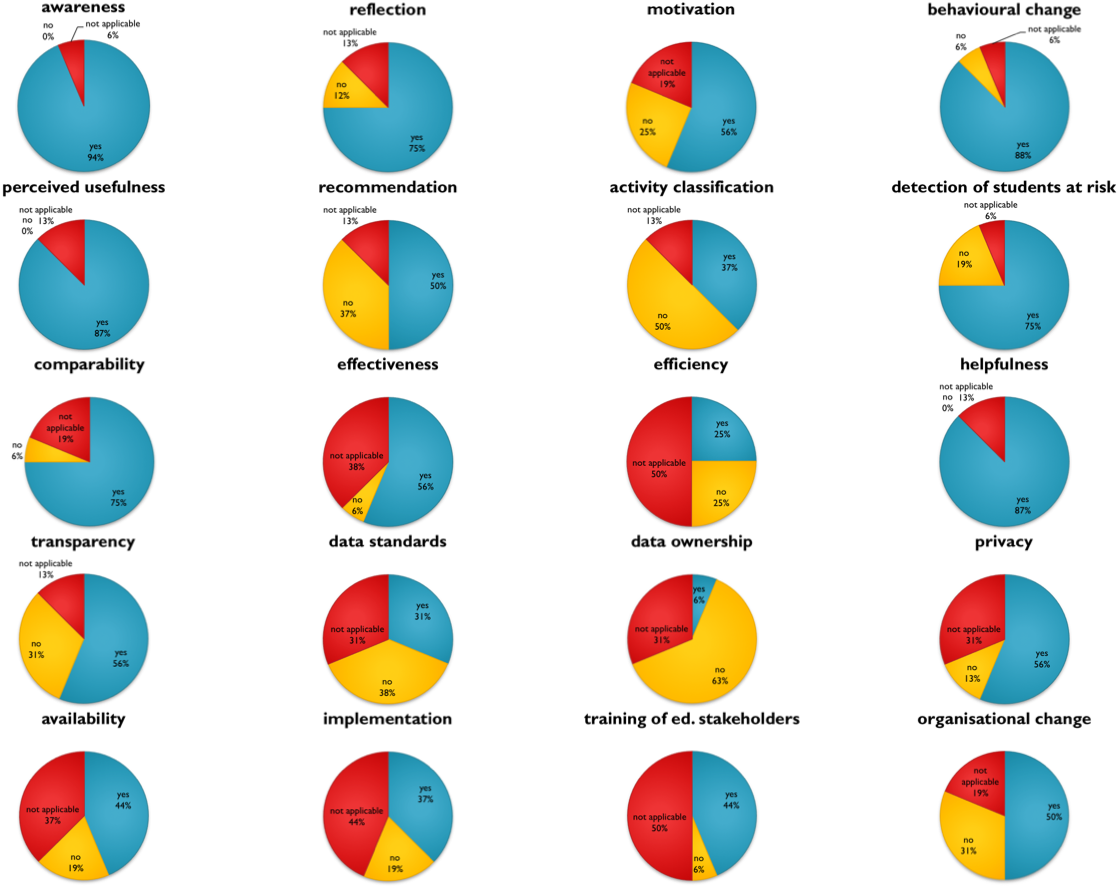 awareness
no
0%
not applicable
6%
yes
94%
reflection
not applicable
13%
no
12%
yes
75%
motivation
not
applicable
19%
no
25%
yes
56%
behavioural change
no
6%
not applicable
6%
yes
88%
perceived usefulness
not applicable
no 13%
0%
yes
87%
recommendation
not applicable
13%
yes
50%
no
37%
activity classification
not applicable
13%
yes
37%
no
50%
detection of students at risk
not applicable
6%
no
19%
yes
75%
comparability
not
applicable
19%
no
6%
yes
75%
effectiveness
not applicable
38%
yes
56%
no
6%
efficiency
yes
25%
not applicable
50%
no
25%
helpfulness
not applicable
no 13%
0%
yes
87%
transparency
not applicable
13%
no
31%
yes
56%
data standards
yes
31%
not applicable
31%
no
38%
data ownership
yes
6%
not applicable
31%
no
63%
privacy
not applicable
31%
yes
56%
no
13%
availability
yes
44%
not applicable
37%
no
19%
implementation
yes
37%
not applicable
44%
no
19%
training of ed. stakeholders
yes
44%
not applicable
50%
no
6%
organisational change
not
applicable
19%
yes
50%
no
31%